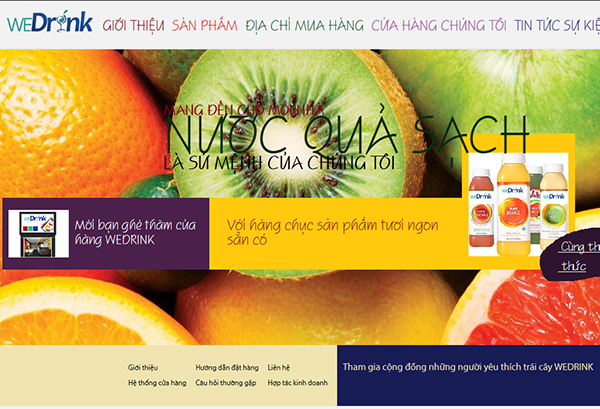 WEDrink GIỚI THIỆU SẢN PHẨM ĐỊA CHỈ MUA HÀNG CỬA HÀNG CHÚNG TÔI TIN TỨC SỰ KIỆ
MANG ĐẾN CHO MỌI NHÀ
NƯỚC QUẢ SẠCH
LÀ SỨ MỆNH CỦA CHÚNG TÔI
WEDrink
Mời bạn ghé thăm cửa
hàng WEDRINK
Với hàng chục sản phẩm tươi ngon
sẵn có
WEDrink
Cùng th
thức
Giới thiệu Hướng dẫn đặt hàng Liên hệ
Hệ thống cửa hàng Câu hỏi thường gặp Hợp tác kinh doanh
Tham gia cộng đồng những người yêu thích trái cây WEDRINK